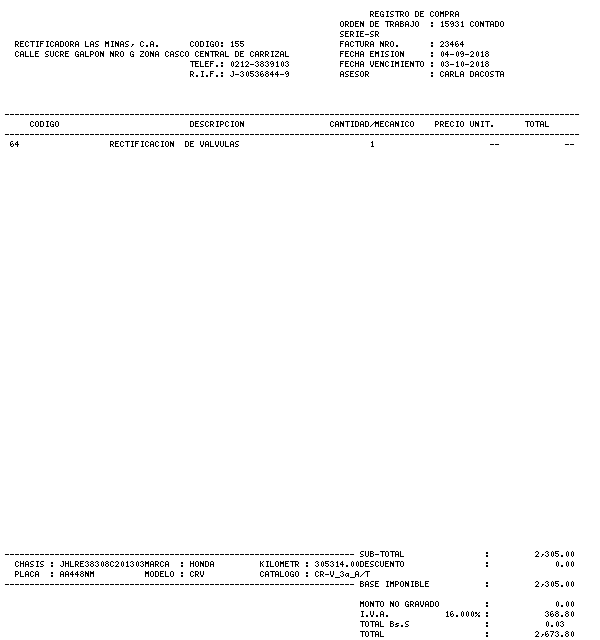 REGISTRO DE COMPRA
ORDEN DE TRABAJO : 15931 CONTADO
SERIE-SR
RECTIFICADORA LAS MINAS, C.A. CODIGO: 155 FACTURA NRO. : 23464
CALLE SUCRE GALPON NRO G ZONA CASCO CENTRAL DE CARRIZAL FECHA EMISION : 04-09-2018
TELEF.: 0212-3839103 FECHA VENCIMIENTO : 03-10-2018
R.I.F.: J-30536844-9 ASESOR : CARLA DACOSTA
CODIGO DESCRIPCION CANTIDAD/MECANICO PRECIO UNIT. TOTAL
64 RECTIFICACION DE VALVULAS 1 -- --
SUB-TOTAL : 2,305.00
CHASIS : JHLRE38308C201303MARCA : HONDA KILOMETR : 305314.00DESCUENTO : 0.00
PLACA : AA448NM MODELO : CRV CATALOGO : CR-V_3a_A/T
BASE IMPONIBLE : 2,305.00
MONTO NO GRAVADO : 0.00
I.V.A. 16.000% : 368.80
TOTAL Bs.S : 0.03
TOTAL : 2,673.80